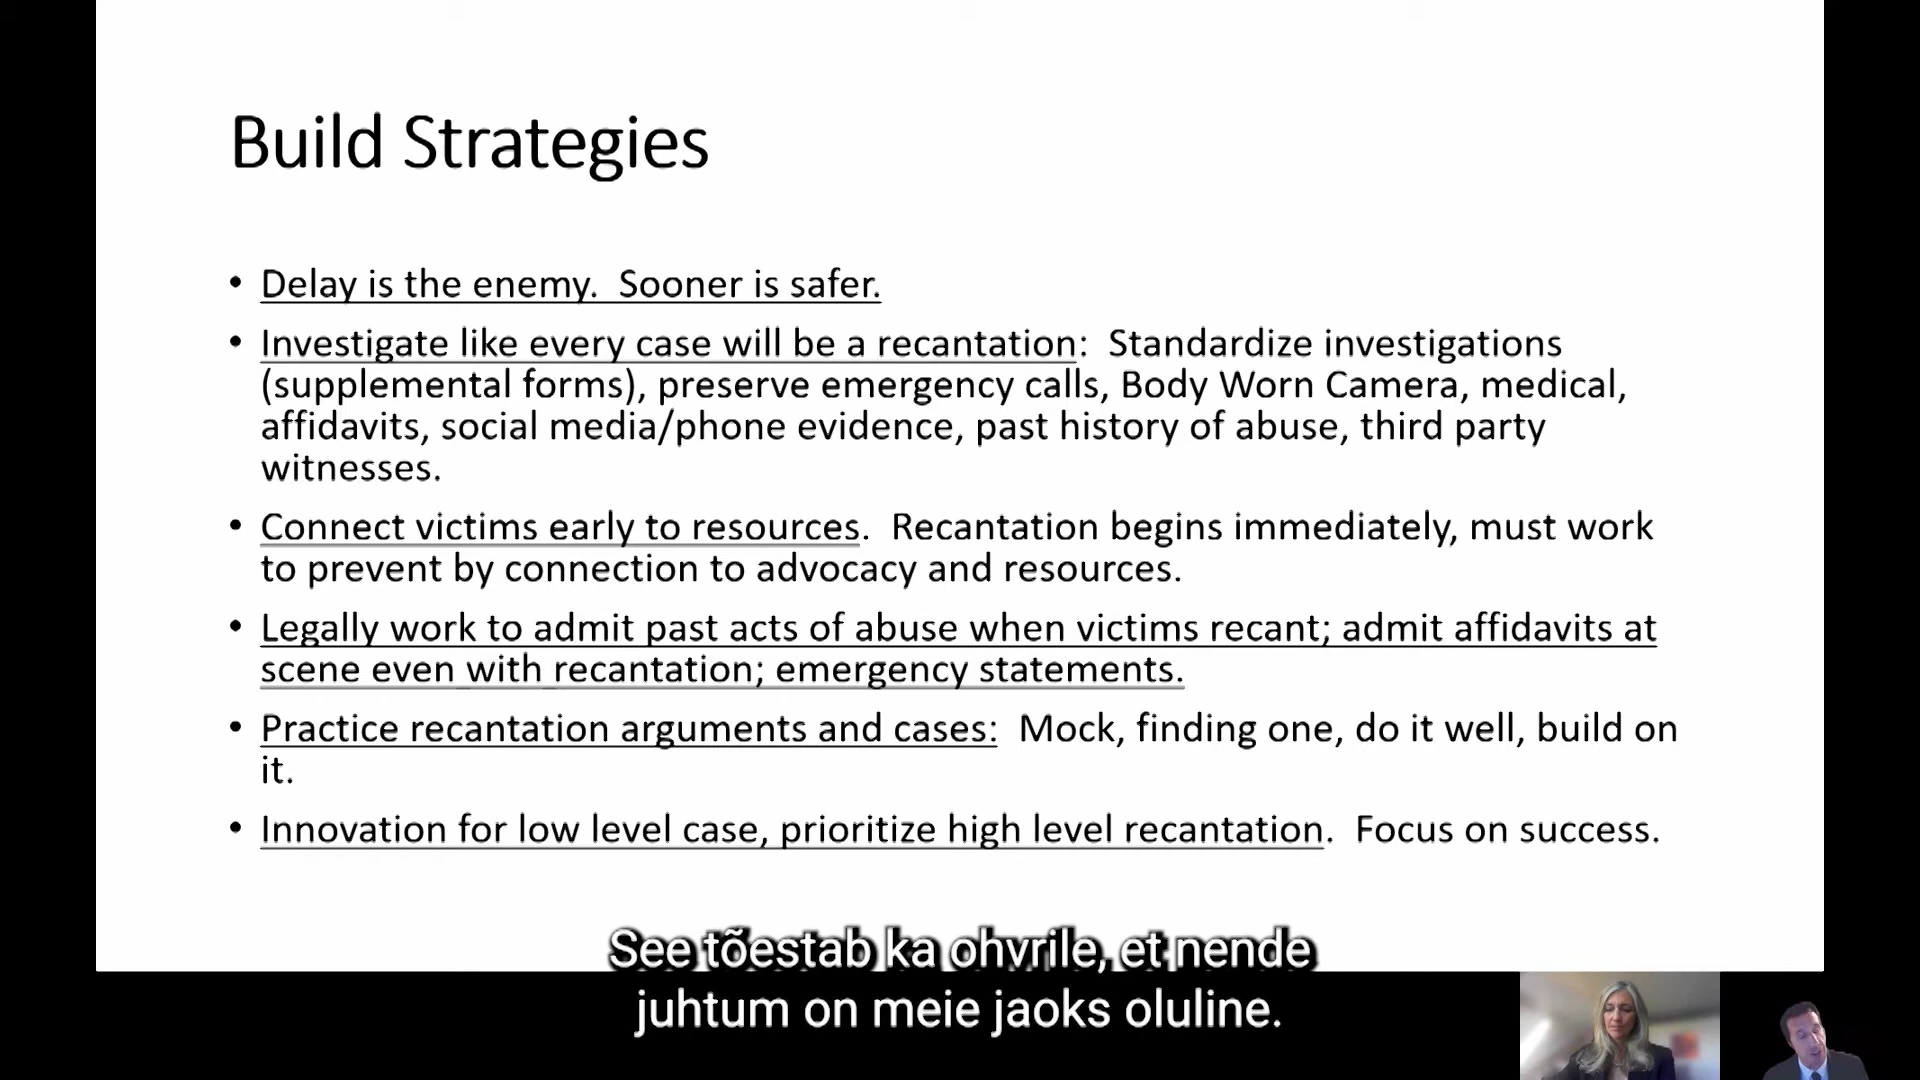 Build Strategies
• Delay is the enemy.  Sooner is safer.
• Investigate like every case will be a recantation:  Standardize investigations
(supplemental forms), preserve emergency calls, Body Worn Camera, medical,
affidavits, social media/phone evidence, past history of abuse, third party
witnesses.
• Connect victims early to resources.  Recantation begins immediately, must work
to prevent by connection to advocacy and resources.
• Legally work to admit past acts of abuse when victims recant; admit affidavits at
scene even with recantation; emergency statements.
• Practice recantation arguments and cases:  Mock, finding one, do it well, build on
it.
• Innovation for low level case, prioritize high level recantation.  Focus on success.
See tõestab ka ohvrile, et nende
juhtum on meie jaoks oluline.